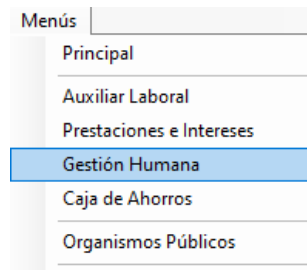 Menús
Principal
Auxiliar Laboral
Prestaciones e Intereses
Gestión Humana
Caja de Ahorros
Organismos Públicos